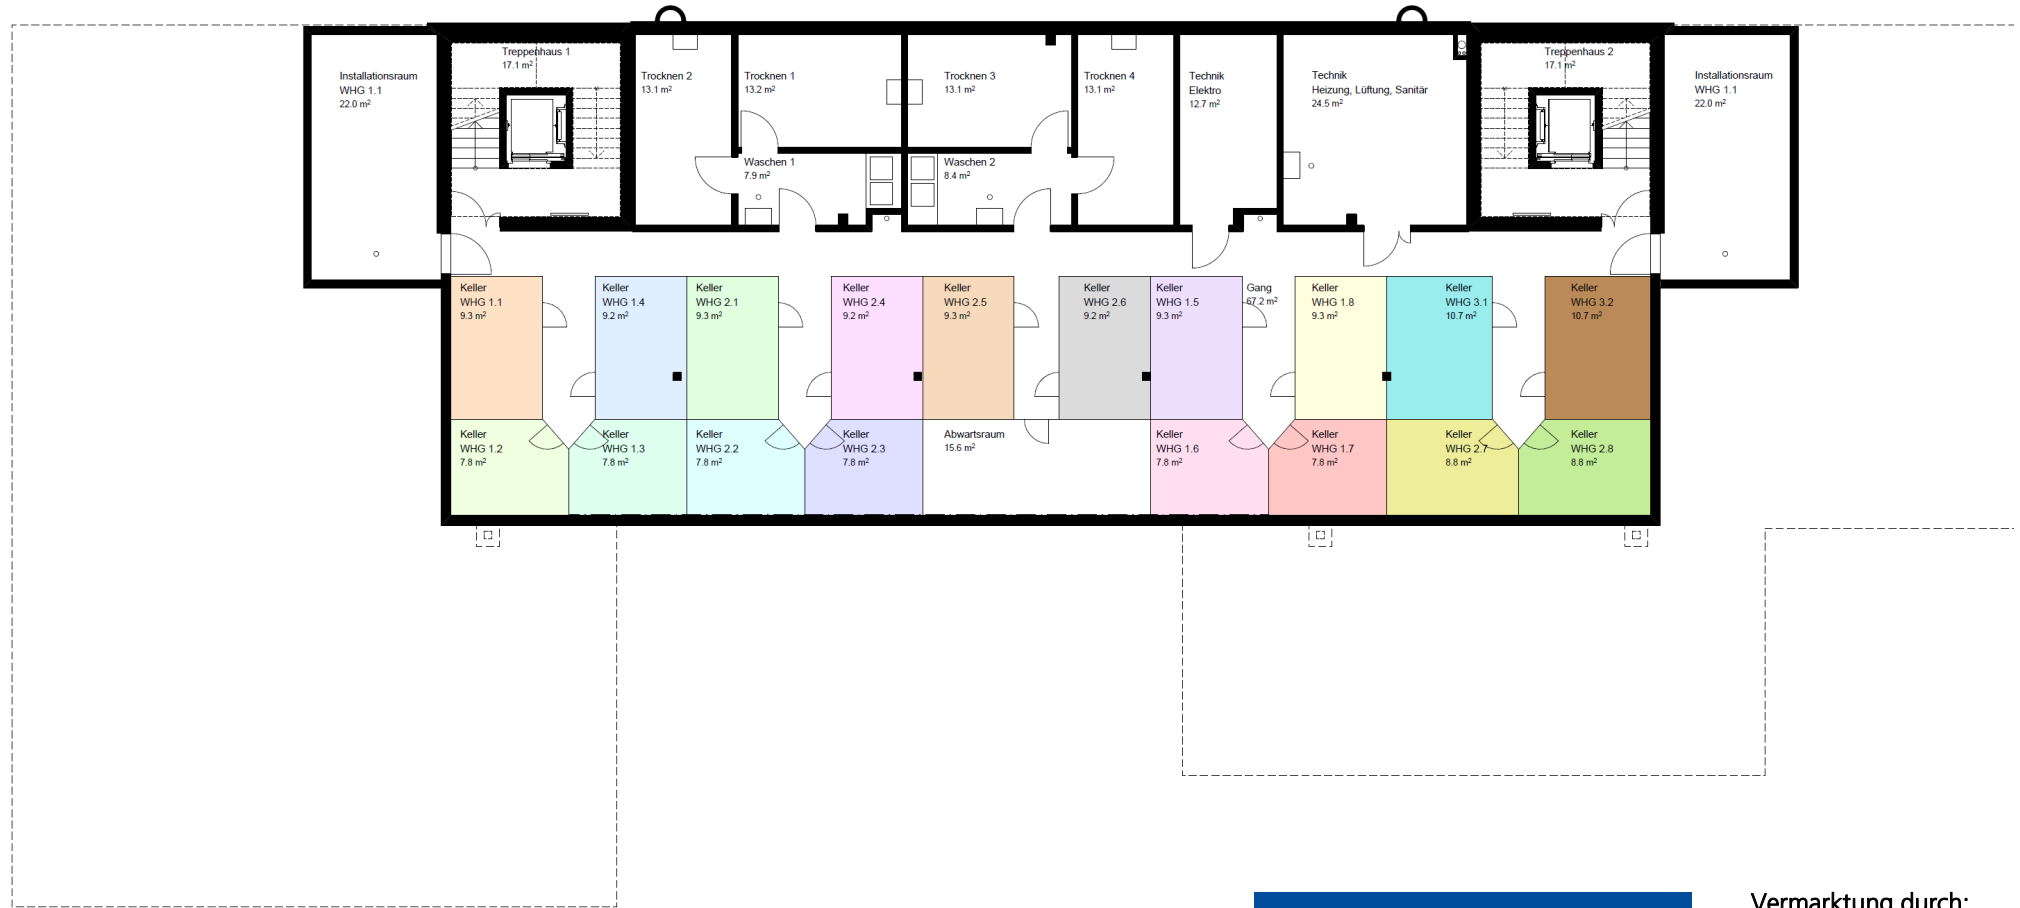 Treppenhaus 1
17.1 m²
Treppenhaus 2
17.1 m²
Installationsraum
WHG 1.1
22.0 m²
Trocknen 2
13.1 m²
Trocknen 1
13.2 m²
Trocknen 3
13.1 m²
Trocknen 4
13.1 m²
Technik
Elektro
12.7 m²
Technik
Heizung, Lüftung, Sanitär
24.5 m²
Installationsraum
WHG 1.1
22.0 m²
Waschen 1
7.9 m²
Waschen 2
8.4 m²
Keller
WHG 1.1
9.3 m²
Keller
WHG 1.4
9.2 m²
Keller
WHG 2.1
9.3 m²
Keller
WHG 2.4
9.2 m²
Keller
WHG 2.5
9.3 m²
Keller
WHG 2.6
9.2 m²
Keller
WHG 1.5
9.3 m²
Gang
67.2 m²
Keller
WHG 1.8
9.3 m²
Keller
WHG 3.1
10.7 m²
Keller
WHG 3.2
10.7 m²
Keller
WHG 1.2
7.8 m²
Keller
WHG 1.3
7.8 m²
Keller
WHG 2.2
7.8 m²
Keller
WHG 2.3
7.8 m²
Abwartsraum
15.6 m²
Keller
WHG 1.6
7.8 m²
Keller
WHG 1.7
7.8 m²
Keller
WHG 2.7
8.8 m²
Keller
WHG 2.8
8.8 m²
Vermarktung durch: